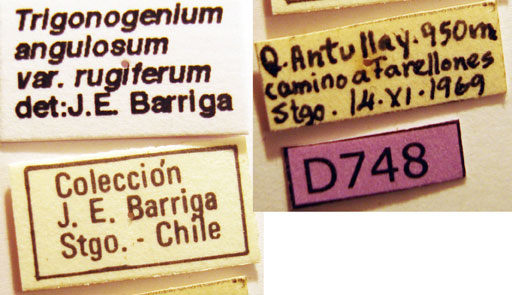 Trigonogenium
angulosum
var. rugiferum
det:J.E. Barriga
Colección
J. E. Barriga
Stgo. - Chile
Q. Antullay. 950m
camino a Farellones
Stgo. 14.XI.1969
D748